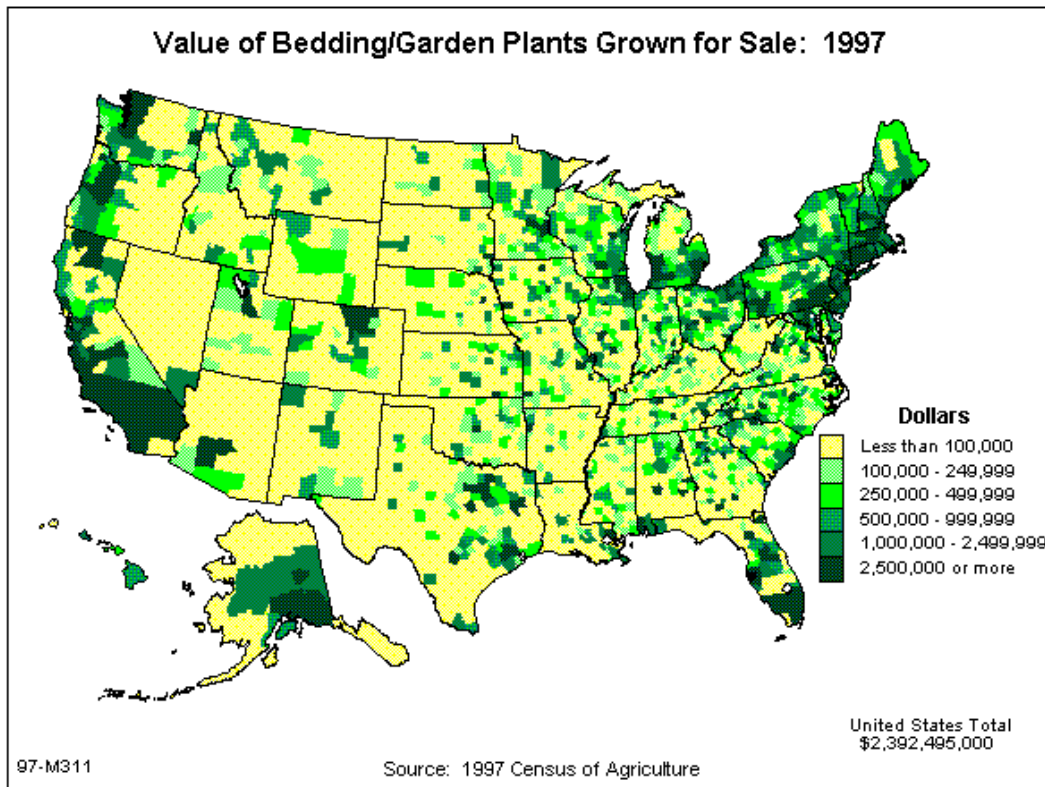 Value of Bedding/Garden Plants Grown for Sale: 1997
Dollars
Less than 100,000
100,000 - 249,999
250,000 - 499,999
500,000 - 999,999
1,000,000 - 2,499,999
2,500,000 or more
United States Total
$2,392,495,000
97-M311
Source: 1997 Census of Agriculture